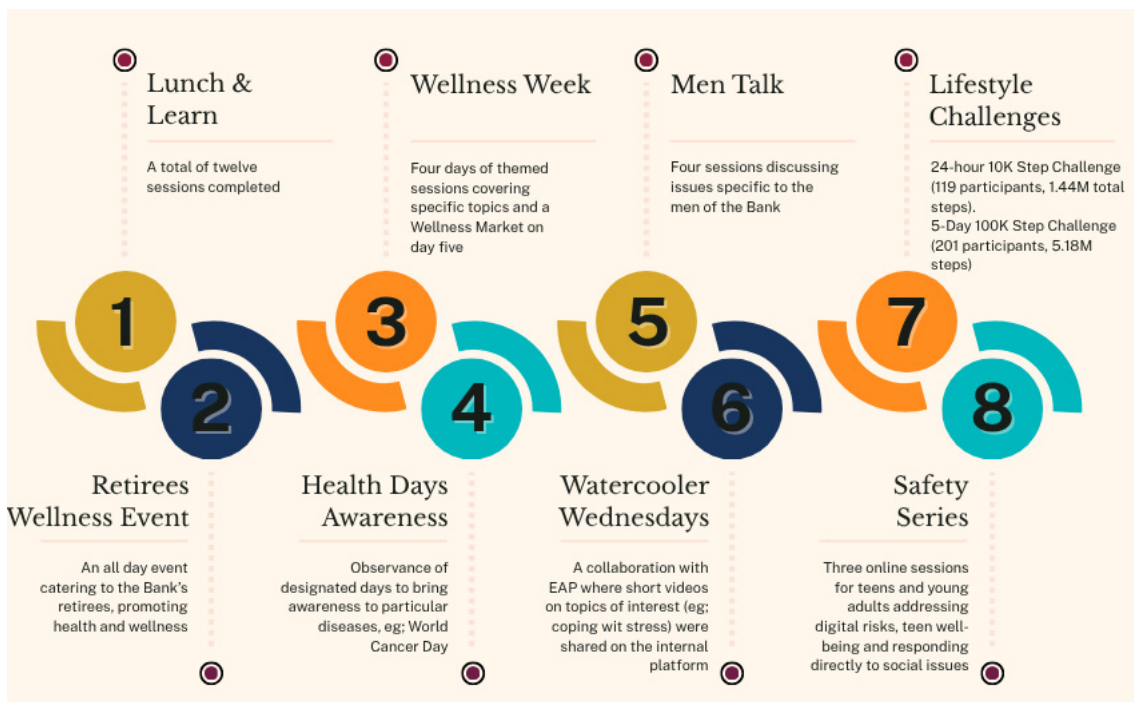 Lunch &
Learn
A total of twelve
sessions completed
Wellness Week
Four days of themed
sessions covering
specific topics and a
Wellness Market on
day five
Men Talk
Four sessions discussing
issues specific to the
men of the Bank
Lifestyle
Challenges
24-hour 10K Step Challenge
(119 participants, 1.44M total
steps).
5-Day 100K Step Challenge
(201 participants, 5.18M
steps)
1
2
3
4
5
6
7
8
Retirees
Wellness Event
An all day event
catering to the Bank's
retirees, promoting
health and wellness
Health Days
Awareness
Observance of
designated days to bring
awareness to particular
diseases, eg; World
Cancer Day
Watercooler
Wednesdays
A collaboration with
EAP where short videos
on topics of interest (eg;
coping wit stress) were
shared on the internal
platform
Safety
Series
Three online sessions
for teens and young
adults addressing
digital risks, teen well-
being and responding
directly to social issues